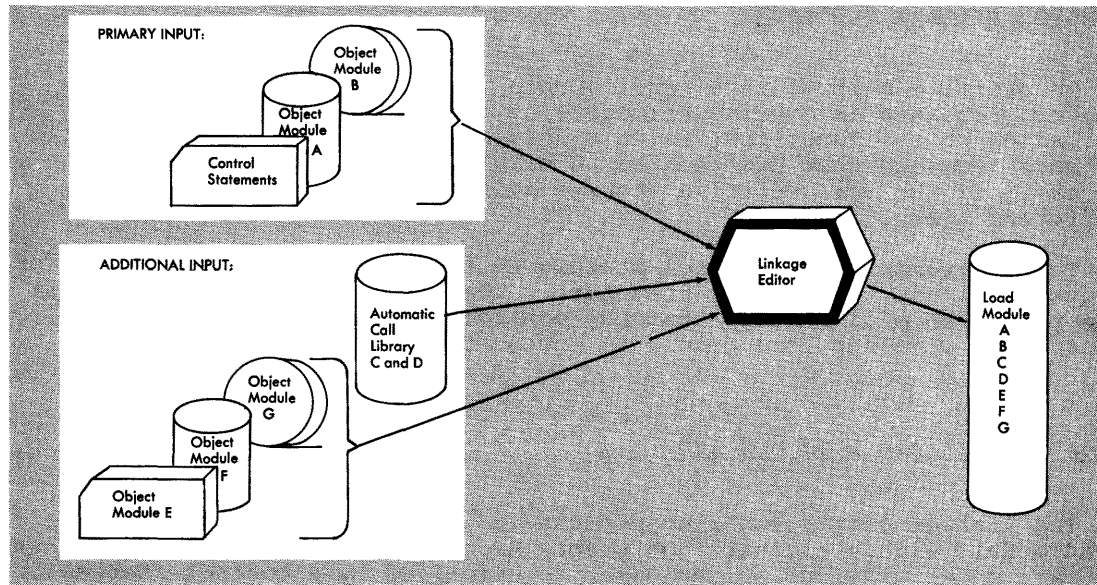 PRIMARY INPUT:
Object
Module
B
Object
Module
A
Control
Statements
ADDITIONAL INPUT:
Automatic
Call
Library
C and D
Object
Module
G
Object
Module
F
Object
Module E
Linkage
Editor
Load
Module
A
B
C
D
E
F
G